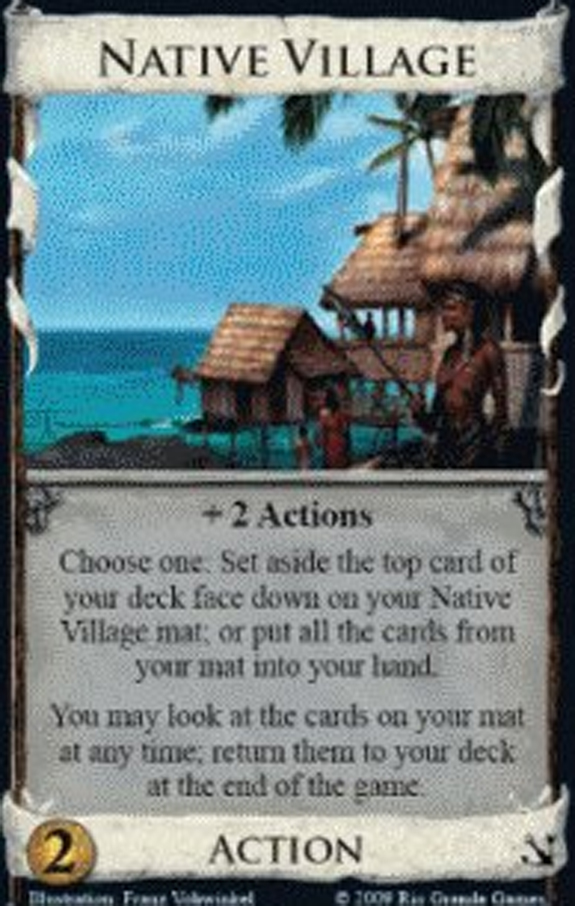 NATIVE VILLAGE
+2 Actions
Choose one: Set aside the top card of
your deck face down on your Native
Village mat; or put all the cards from
your mat into your hand.
You may look at the cards on your mat
at any time; return them to your deck
at the end of the game.
2
ACTION
Illustration: Franz Vohwinkel
© 2009 Rio Grande Games